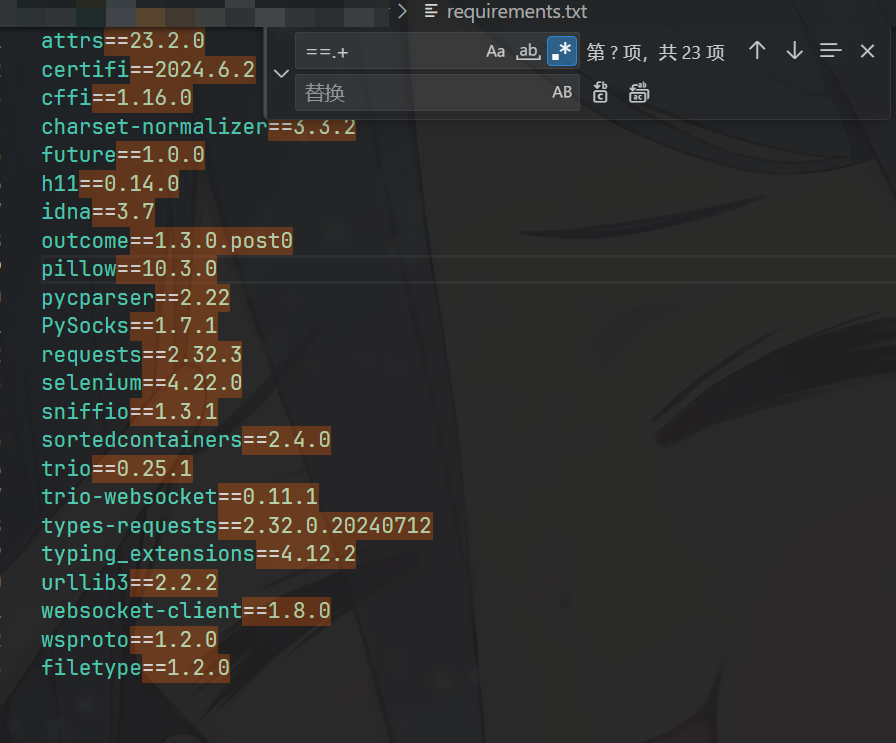 requirements.txt
==.+
Aa
ab
.*
第 ? 项，共 23 项
替换
AB
attrs==23.2.0
certifi==2024.6.2
cffi==1.16.0
charset-normalizer==3.3.2
future==1.0.0
h11==0.14.0
idna==3.7
outcome==1.3.0.post0
pillow==10.3.0
pycparser==2.22
PySocks==1.7.1
requests==2.32.3
selenium==4.22.0
sniffio==1.3.1
sortedcontainers==2.4.0
trio==0.25.1
trio-websocket==0.11.1
types-requests==2.32.0.20240712
typing_extensions==4.12.2
urllib3==2.2.2
websocket-client==1.8.0
wsproto==1.2.0
filetype==1.2.0